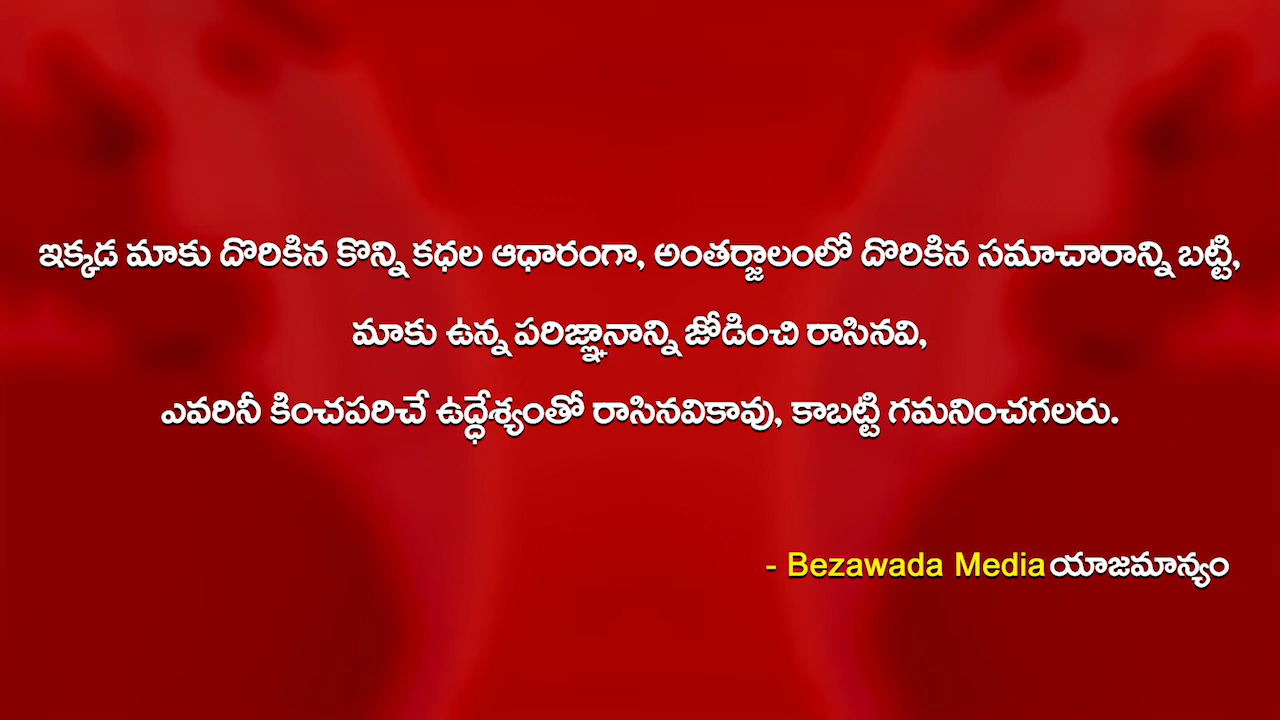 ఇక్కడ మాకు దొరికిన కొన్ని కధల ఆధారంగా, అంతర్జాలంలో దొరికిన సమాచారాన్ని బట్టి,
మాకు ఉన్న పరిజ్ఞానాన్ని జోడించి రాసినవి,
ఎవరినీ కించపరిచే ఉద్ధేశ్యంతో రాసినవికావు, కాబట్టి గమనించగలరు.
- Bezawada Media యాజమాన్యం